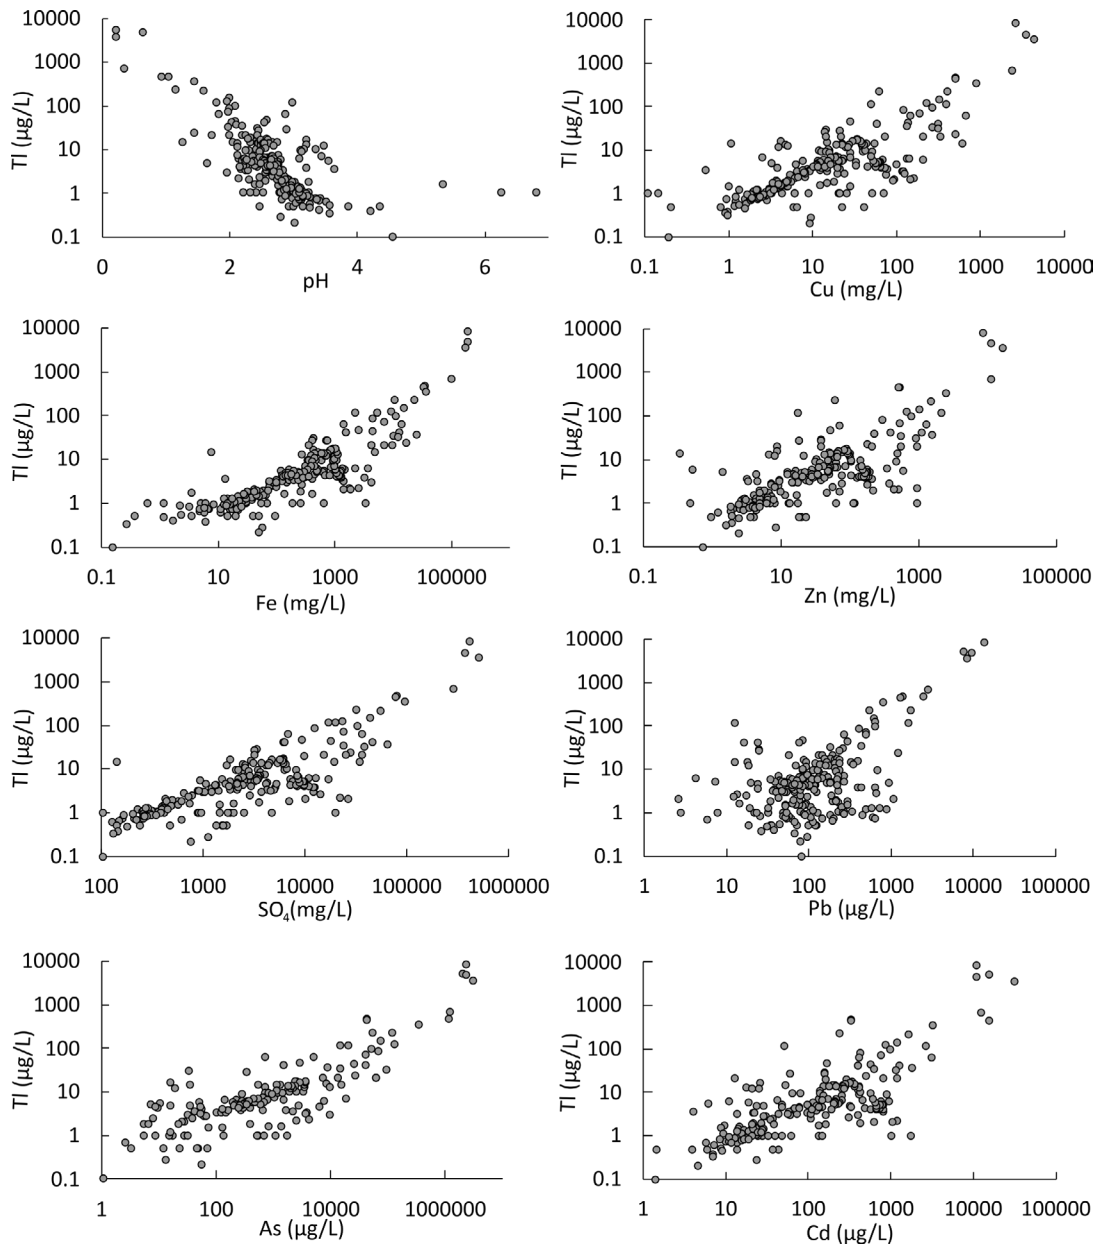 10000
1000
100
10
1
0.1
Tl (µg/L)
0 2 4 6
pH
10000
1000
100
10
1
0.1
Tl (µg/L)
0.1 1 10 100 1000 10000
Cu (mg/L)
10000
1000
100
10
1
0.1
Tl (µg/L)
0.1 10 1000 100000
Fe (mg/L)
10000
1000
100
10
1
0.1
Tl (µg/L)
0.1 10 1000 100000
Zn (mg/L)
10000
1000
100
10
1
0.1
Tl (µg/L)
100 1000 10000 100000 1000000
SO₄(mg/L)
10000
1000
100
10
1
0.1
Tl (µg/L)
1 10 100 1000 10000 100000
Pb (µg/L)
10000
1000
100
10
1
0.1
Tl (µg/L)
1 100 10000 1000000
As (µg/L)
10000
1000
100
10
1
0.1
Tl (µg/L)
1 10 100 1000 10000 100000
Cd (µg/L)